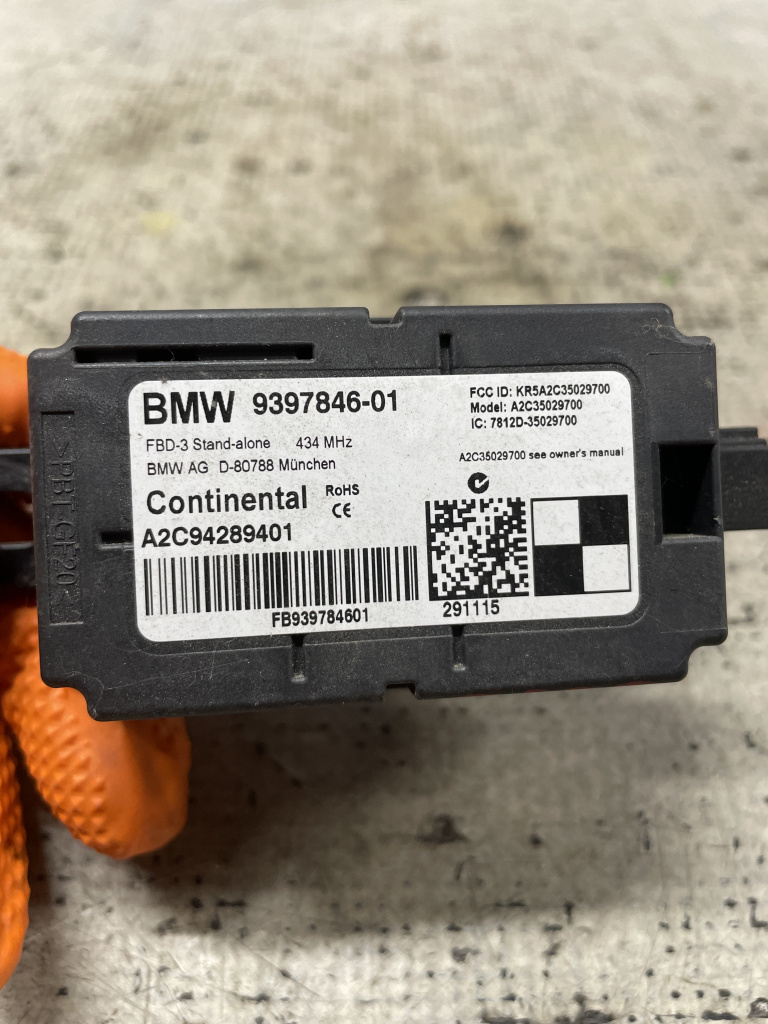 BMW 9397846-01
FBD-3 Stand-alone 434 MHz
BMW AG D-80788 München
Continental RoHS
CE
A2C94289401
FB939784601
FCC ID: KR5A2C35029700
Model: A2C35029700
IC: 7812D-35029700
A2C35029700 see owner's manual
291115
>PBT-GF20<